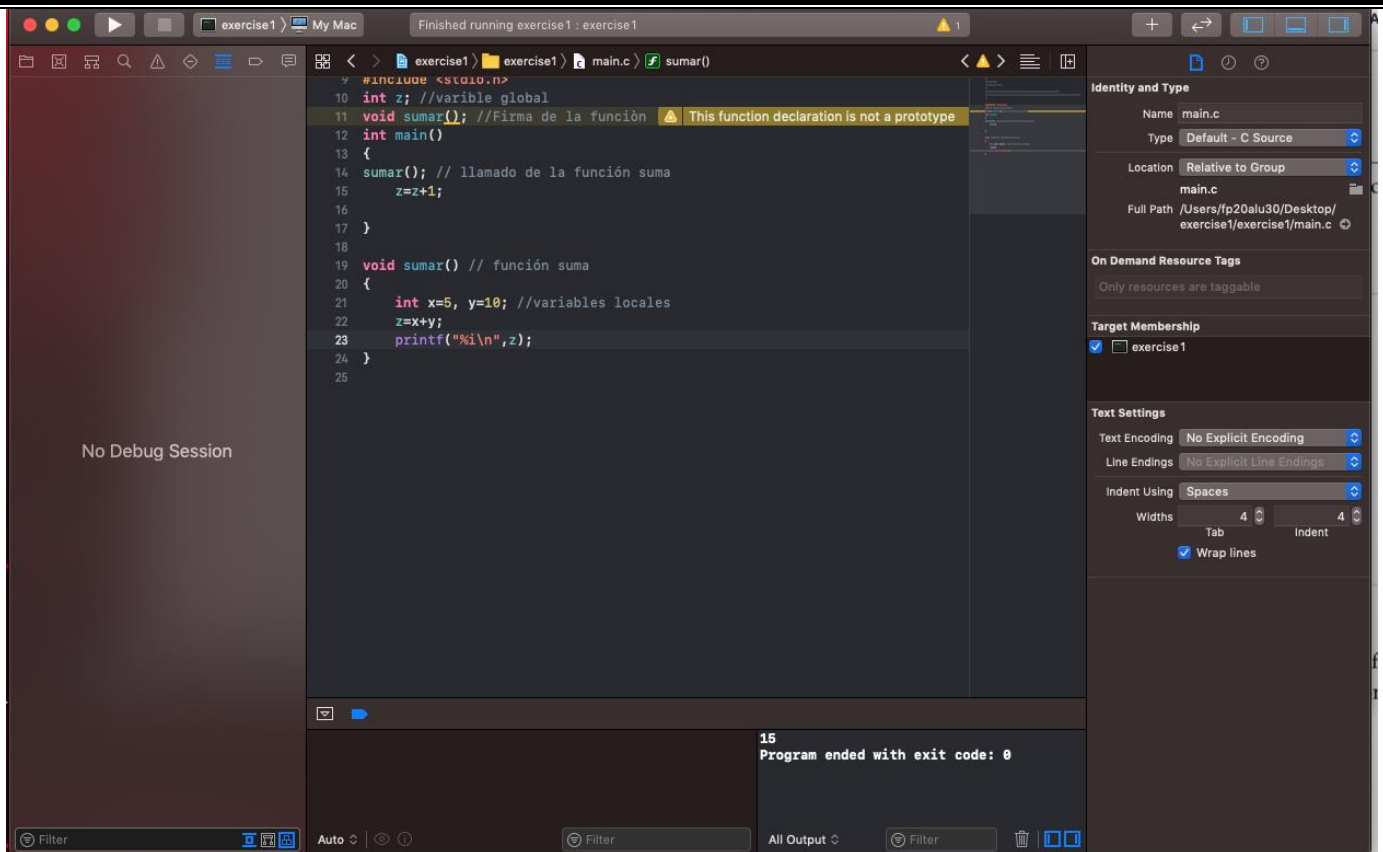 exercise1 〉 My Mac
Finished running exercise1 : exercise1
1
exercise1 〉 exercise1 〉 main.c 〉 sumar()
9 #include <stdio.h>
10 int z; //varible global
11 void sumar(); //Firma de la funciòn
This function declaration is not a prototype
12 int main()
13 {
14 sumar(); // llamado de la función suma
15 z=z+1;
16
17 }
18
19 void sumar() // función suma
20 {
21 int x=5, y=10; //variables locales
22 z=x+y;
23 printf("%i\n",z);
24 }
25
No Debug Session
Filter
Auto
Filter
15
Program ended with exit code: 0
All Output
Filter
Identity and Type
Name main.c
Type Default - C Source
Location Relative to Group
main.c
Full Path /Users/fp20alu30/Desktop/
exercise1/exercise1/main.c
On Demand Resource Tags
Only resources are taggable
Target Membership
exercise1
Text Settings
Text Encoding No Explicit Encoding
Line Endings No Explicit Line Endings
Indent Using Spaces
Widths 4 4
Tab Indent
Wrap lines